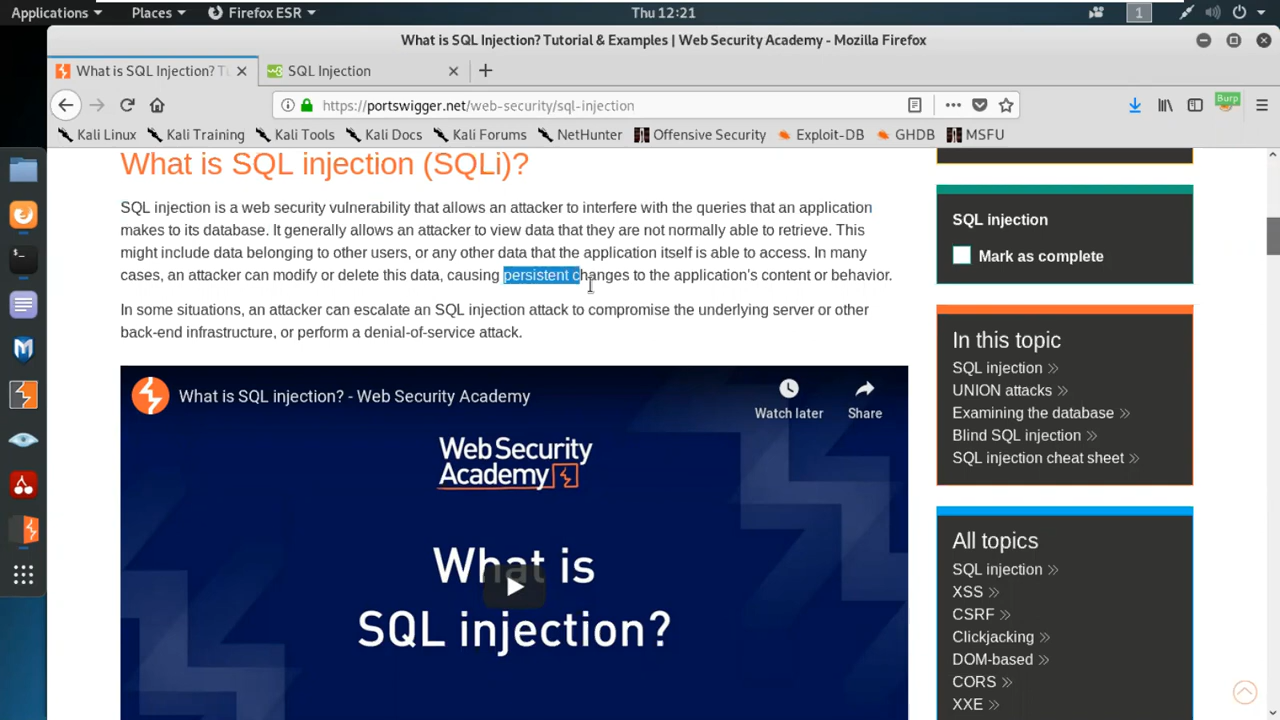 Applications Places Firefox ESR Thu 12:21 1
What is SQL Injection? Tutorial & Examples | Web Security Academy - Mozilla Firefox
What is SQL Injection? Tu SQL Injection
https://portswigger.net/web-security/sql-injection Burp
Kali Linux Kali Training Kali Tools Kali Docs Kali Forums NetHunter Offensive Security Exploit-DB GHDB MSFU
What is SQL injection (SQLi)?
SQL injection is a web security vulnerability that allows an attacker to interfere with the queries that an application
makes to its database. It generally allows an attacker to view data that they are not normally able to retrieve. This
might include data belonging to other users, or any other data that the application itself is able to access. In many
cases, an attacker can modify or delete this data, causing persistent changes to the application's content or behavior.
In some situations, an attacker can escalate an SQL injection attack to compromise the underlying server or other
back-end infrastructure, or perform a denial-of-service attack.
What is SQL injection? - Web Security Academy
Watch later Share
Web Security
Academy
What is
SQL injection?
SQL injection
Mark as complete
In this topic
SQL injection »
UNION attacks »
Examining the database »
Blind SQL injection »
SQL injection cheat sheet »
All topics
SQL injection »
XSS »
CSRF »
Clickjacking »
DOM-based »
CORS »
XXE »